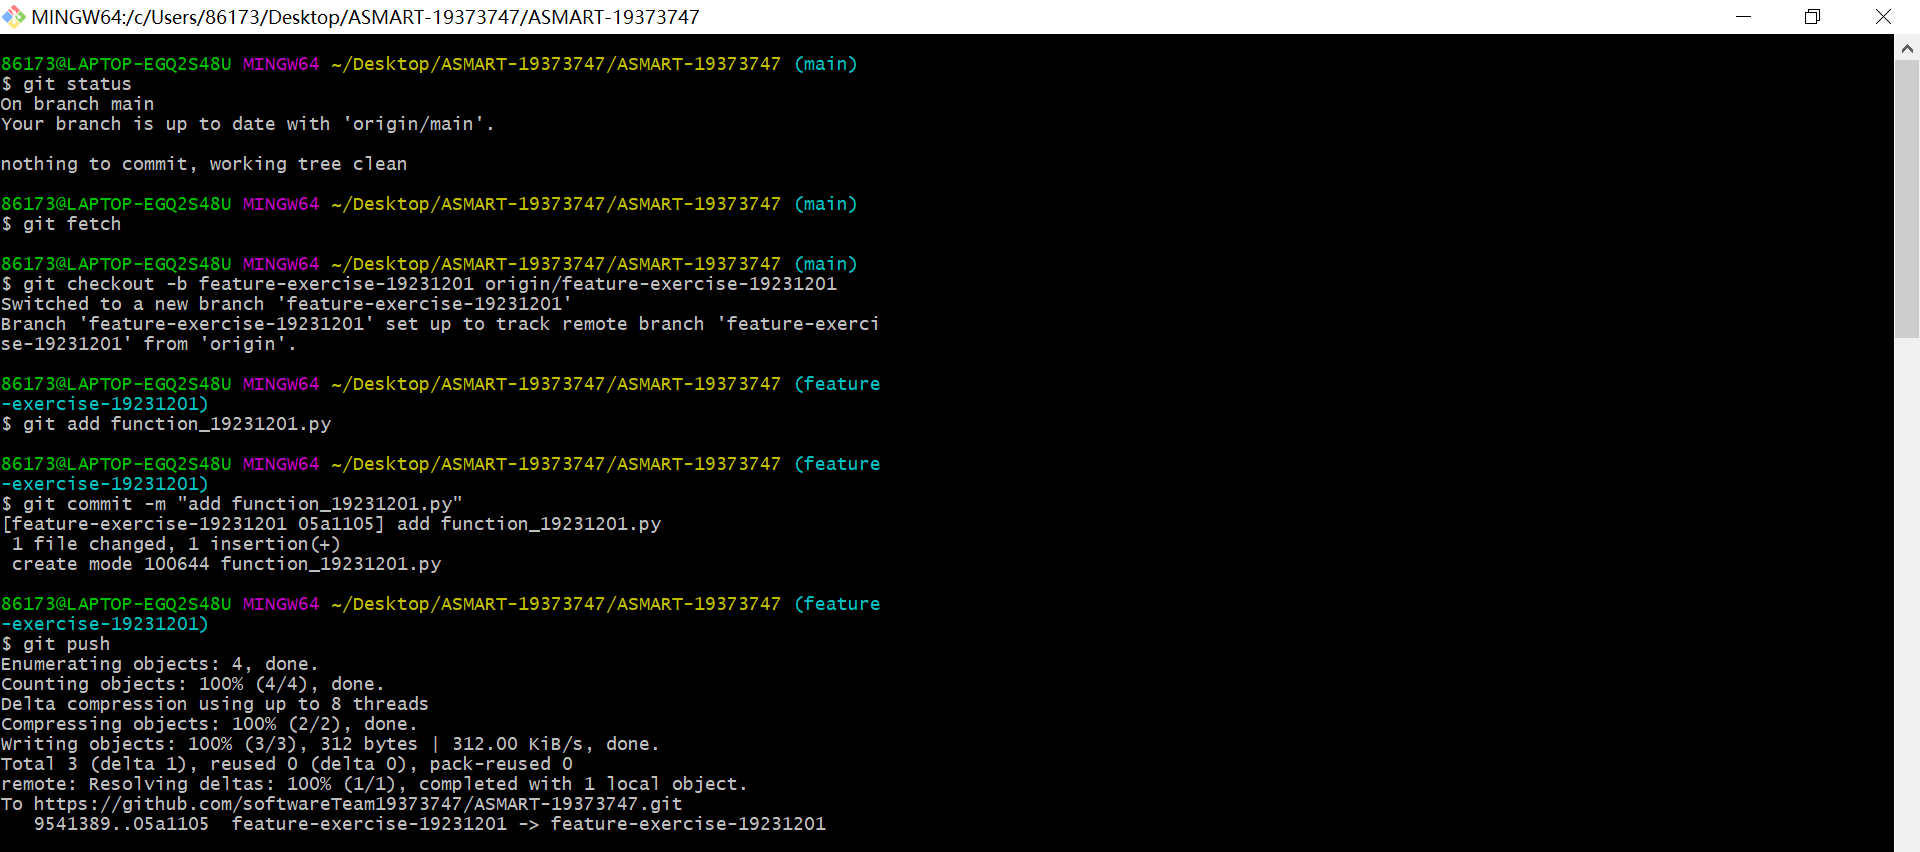 MINGW64:/c/Users/86173/Desktop/ASMART-19373747/ASMART-19373747
86173@LAPTOP-EGQ2S48U MINGW64 ~/Desktop/ASMART-19373747/ASMART-19373747 (main)
$ git status
On branch main
Your branch is up to date with 'origin/main'.
nothing to commit, working tree clean
86173@LAPTOP-EGQ2S48U MINGW64 ~/Desktop/ASMART-19373747/ASMART-19373747 (main)
$ git fetch
86173@LAPTOP-EGQ2S48U MINGW64 ~/Desktop/ASMART-19373747/ASMART-19373747 (main)
$ git checkout -b feature-exercise-19231201 origin/feature-exercise-19231201
Switched to a new branch 'feature-exercise-19231201'
Branch 'feature-exercise-19231201' set up to track remote branch 'feature-exerci
se-19231201' from 'origin'.
86173@LAPTOP-EGQ2S48U MINGW64 ~/Desktop/ASMART-19373747/ASMART-19373747 (feature
-exercise-19231201)
$ git add function_19231201.py
86173@LAPTOP-EGQ2S48U MINGW64 ~/Desktop/ASMART-19373747/ASMART-19373747 (feature
-exercise-19231201)
$ git commit -m "add function_19231201.py"
[feature-exercise-19231201 05a1105] add function_19231201.py
 1 file changed, 1 insertion(+)
 create mode 100644 function_19231201.py
86173@LAPTOP-EGQ2S48U MINGW64 ~/Desktop/ASMART-19373747/ASMART-19373747 (feature
-exercise-19231201)
$ git push
Enumerating objects: 4, done.
Counting objects: 100% (4/4), done.
Delta compression using up to 8 threads
Compressing objects: 100% (2/2), done.
Writing objects: 100% (3/3), 312 bytes | 312.00 KiB/s, done.
Total 3 (delta 1), reused 0 (delta 0), pack-reused 0
remote: Resolving deltas: 100% (1/1), completed with 1 local object.
To https://github.com/softwareTeam19373747/ASMART-19373747.git
   9541389..05a1105  feature-exercise-19231201 -> feature-exercise-19231201